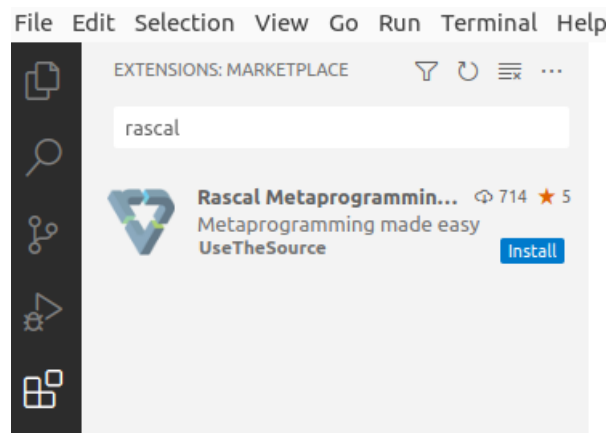 File Edit Selection View Go Run Terminal Help
EXTENSIONS: MARKETPLACE
rascal
Rascal Metaprogrammin... 714 ★ 5
Metaprogramming made easy
UseTheSource
Install